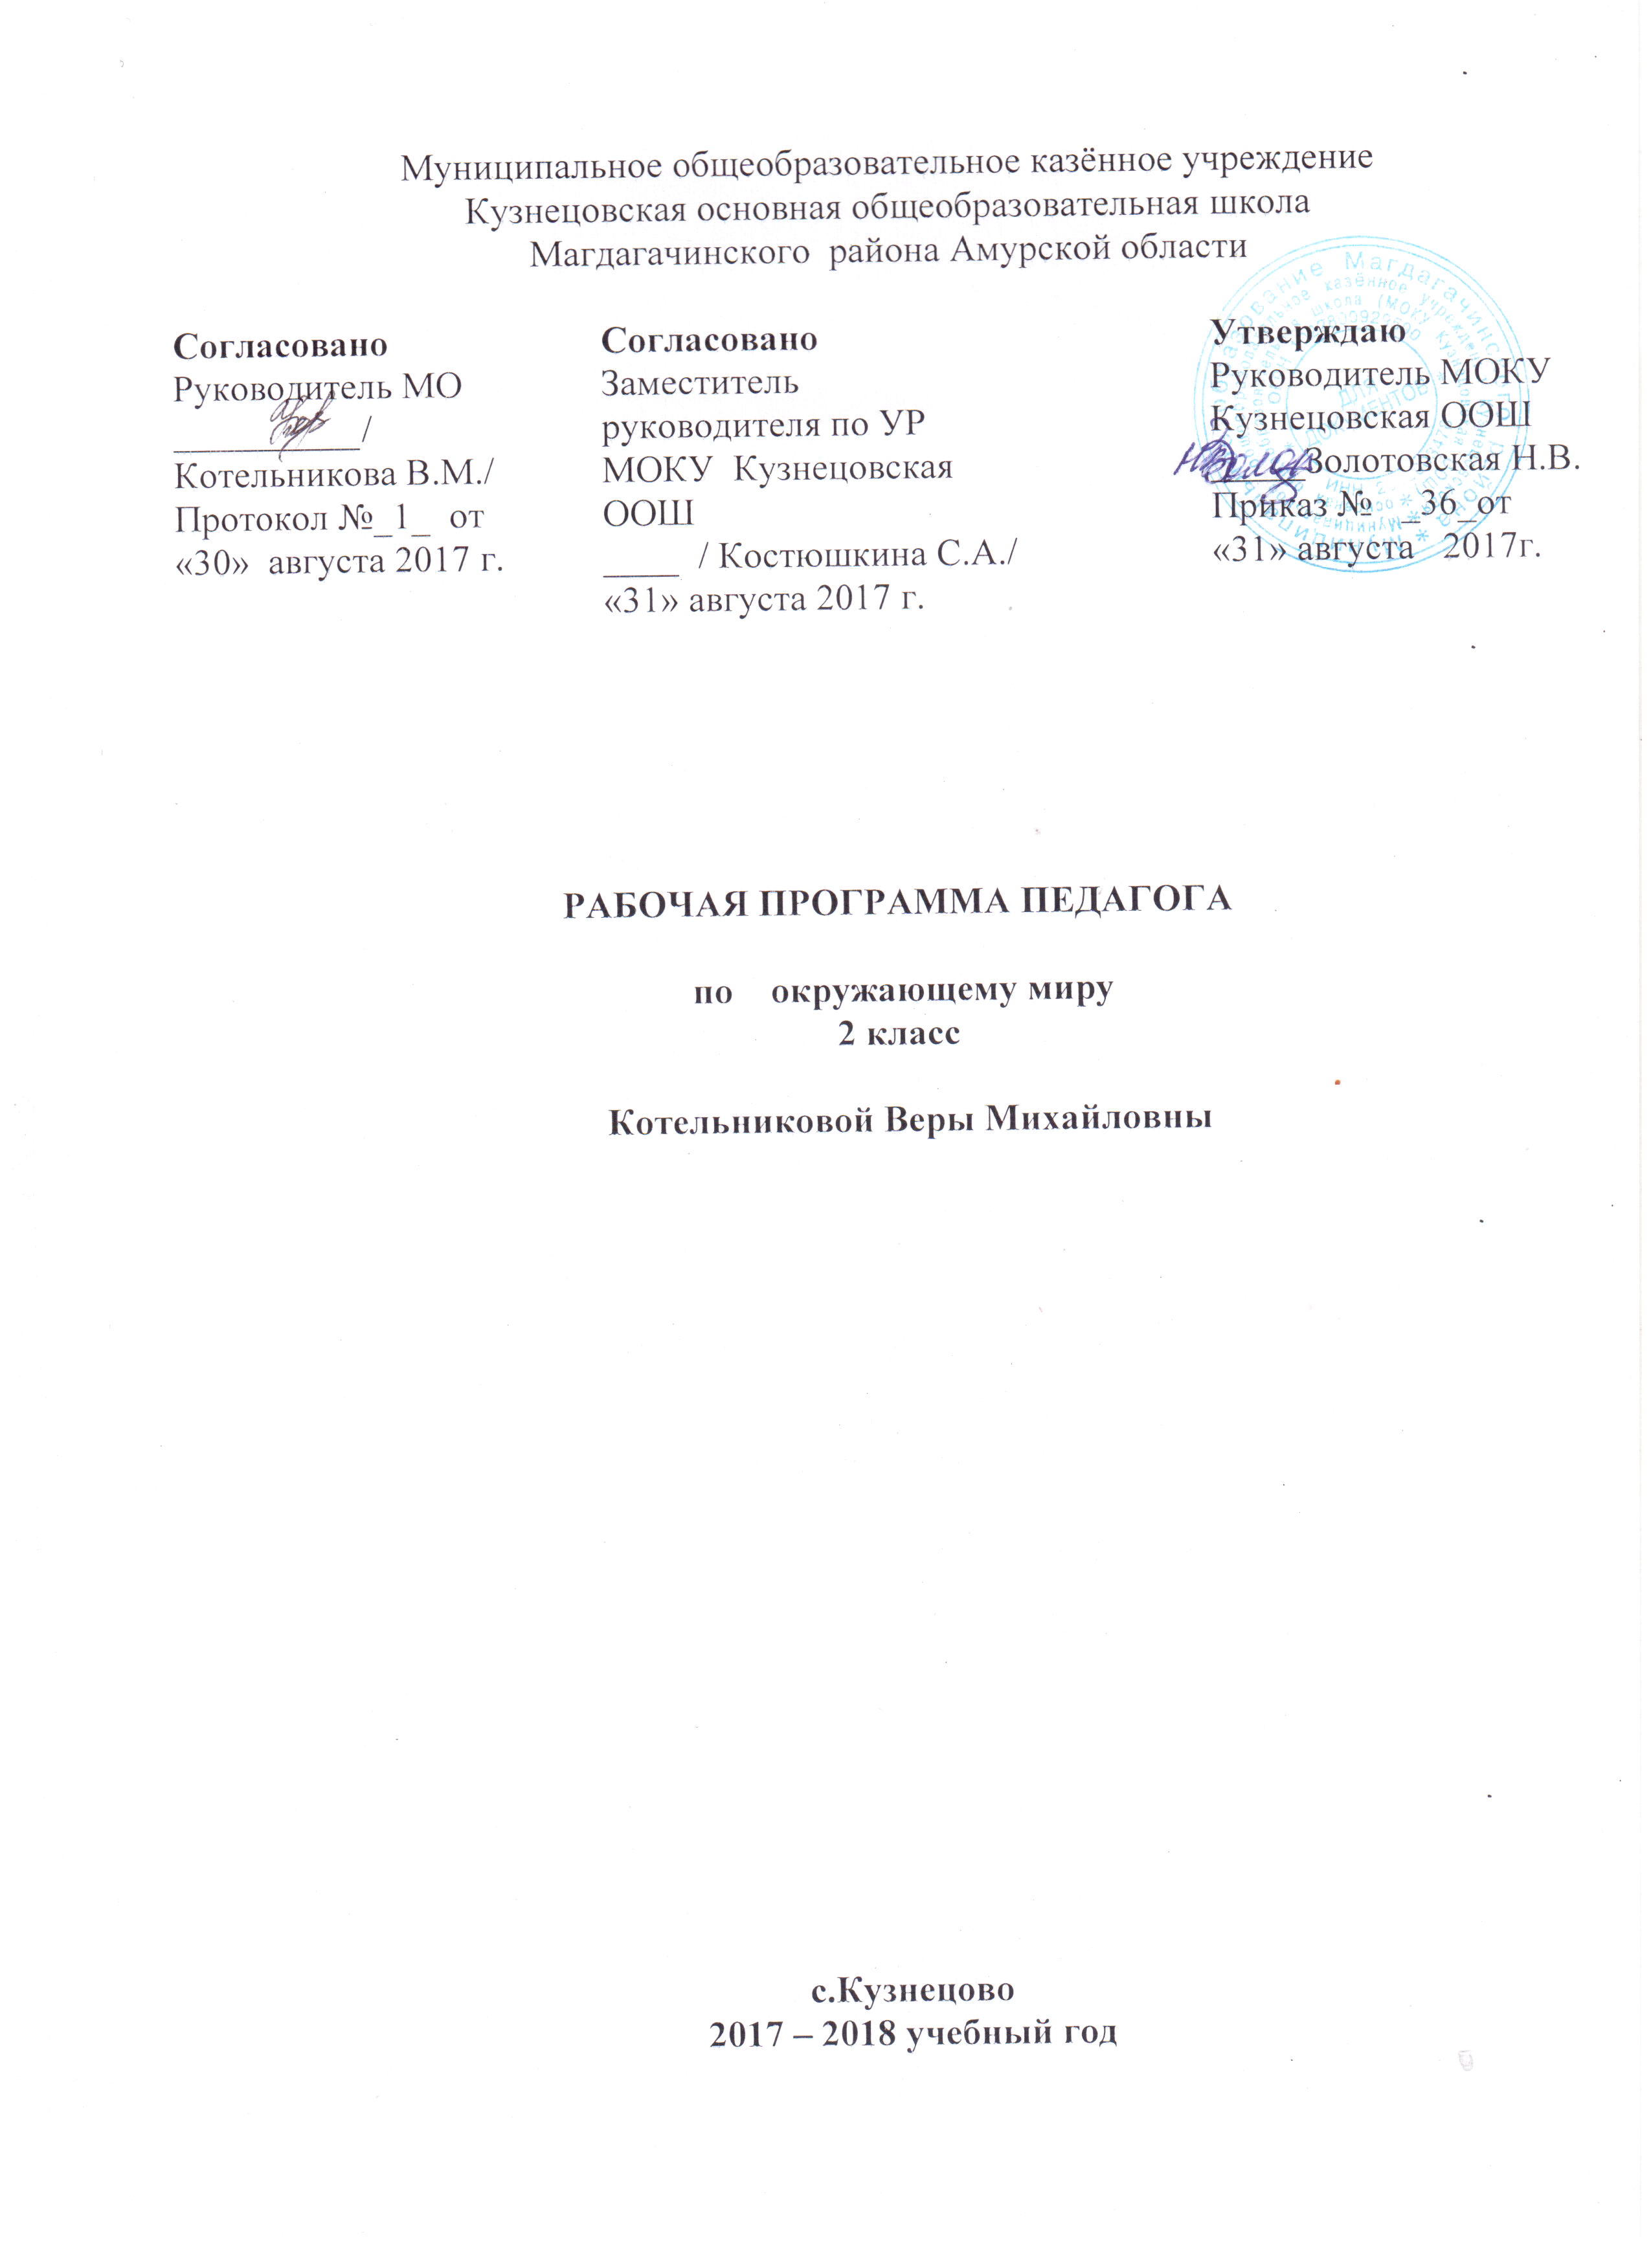 Муниципальное общеобразовательное казённое учреждение
Кузнецовская основная общеобразовательная школа
Магдагачинского  района Амурской области
Согласовано
Руководитель МО
__________/
Котельникова В.М./
Протокол №_1_  от
«30»  августа 2017 г.
Согласовано
Заместитель
руководителя по УР
МОКУ  Кузнецовская
ООШ
____  / Костюшкина С.А./
«31» августа 2017 г.
Утверждаю
Руководитель МОКУ
Кузнецовская ООШ
_____Золотовская Н.В.
Приказ №   _36_от
«31» августа   2017г.
РАБОЧАЯ ПРОГРАММА ПЕДАГОГА
по    окружающему миру
2 класс
Котельниковой Веры Михайловны
с.Кузнецово
2017 – 2018 учебный год